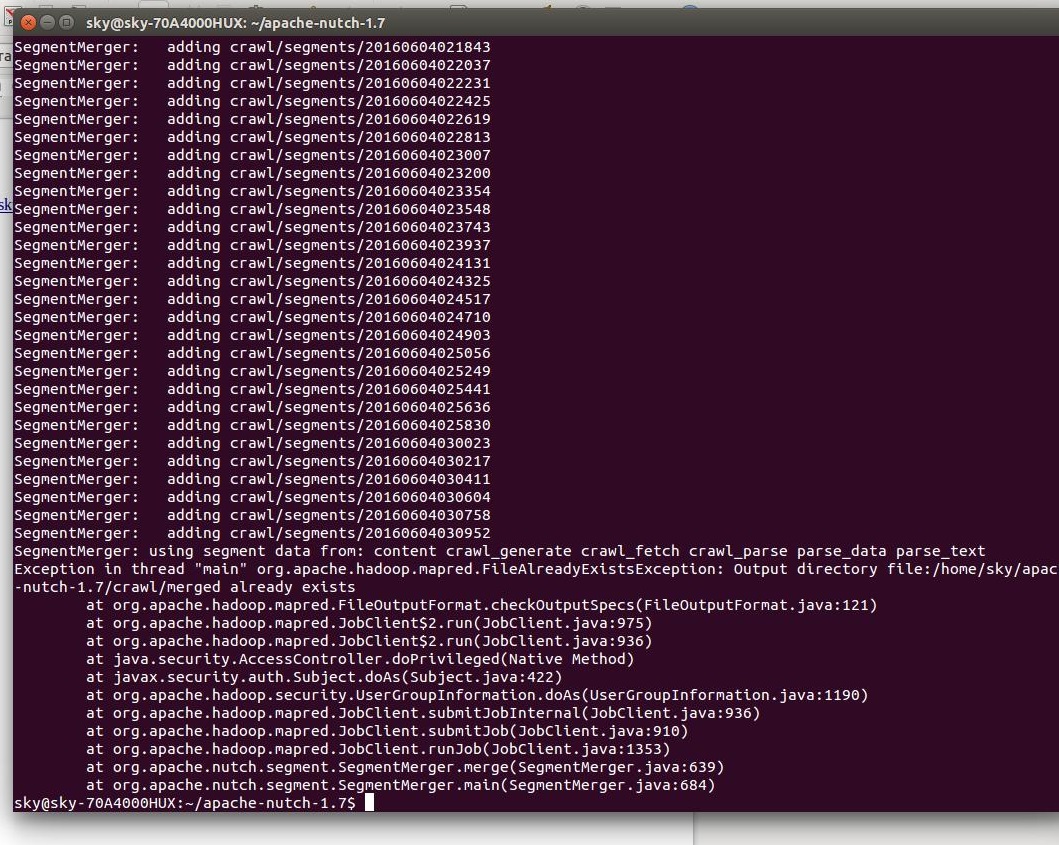 sky@sky-70A4000HUX: ~/apache-nutch-1.7
SegmentMerger:   adding crawl/segments/20160604021843
SegmentMerger:   adding crawl/segments/20160604022037
SegmentMerger:   adding crawl/segments/20160604022231
SegmentMerger:   adding crawl/segments/20160604022425
SegmentMerger:   adding crawl/segments/20160604022619
SegmentMerger:   adding crawl/segments/20160604022813
SegmentMerger:   adding crawl/segments/20160604023007
SegmentMerger:   adding crawl/segments/20160604023200
SegmentMerger:   adding crawl/segments/20160604023354
SegmentMerger:   adding crawl/segments/20160604023548
SegmentMerger:   adding crawl/segments/20160604023743
SegmentMerger:   adding crawl/segments/20160604023937
SegmentMerger:   adding crawl/segments/20160604024131
SegmentMerger:   adding crawl/segments/20160604024325
SegmentMerger:   adding crawl/segments/20160604024517
SegmentMerger:   adding crawl/segments/20160604024710
SegmentMerger:   adding crawl/segments/20160604024903
SegmentMerger:   adding crawl/segments/20160604025056
SegmentMerger:   adding crawl/segments/20160604025249
SegmentMerger:   adding crawl/segments/20160604025441
SegmentMerger:   adding crawl/segments/20160604025636
SegmentMerger:   adding crawl/segments/20160604025830
SegmentMerger:   adding crawl/segments/20160604030023
SegmentMerger:   adding crawl/segments/20160604030217
SegmentMerger:   adding crawl/segments/20160604030411
SegmentMerger:   adding crawl/segments/20160604030604
SegmentMerger:   adding crawl/segments/20160604030758
SegmentMerger:   adding crawl/segments/20160604030952
SegmentMerger: using segment data from: content crawl_generate crawl_fetch crawl_parse parse_data parse_text
Exception in thread "main" org.apache.hadoop.mapred.FileAlreadyExistsException: Output directory file:/home/sky/apac
-nutch-1.7/crawl/merged already exists
        at org.apache.hadoop.mapred.FileOutputFormat.checkOutputSpecs(FileOutputFormat.java:121)
        at org.apache.hadoop.mapred.JobClient$2.run(JobClient.java:975)
        at org.apache.hadoop.mapred.JobClient$2.run(JobClient.java:936)
        at java.security.AccessController.doPrivileged(Native Method)
        at javax.security.auth.Subject.doAs(Subject.java:422)
        at org.apache.hadoop.security.UserGroupInformation.doAs(UserGroupInformation.java:1190)
        at org.apache.hadoop.mapred.JobClient.submitJobInternal(JobClient.java:936)
        at org.apache.hadoop.mapred.JobClient.submitJob(JobClient.java:910)
        at org.apache.hadoop.mapred.JobClient.runJob(JobClient.java:1353)
        at org.apache.nutch.segment.SegmentMerger.merge(SegmentMerger.java:639)
        at org.apache.nutch.segment.SegmentMerger.main(SegmentMerger.java:684)
sky@sky-70A4000HUX:~/apache-nutch-1.7$